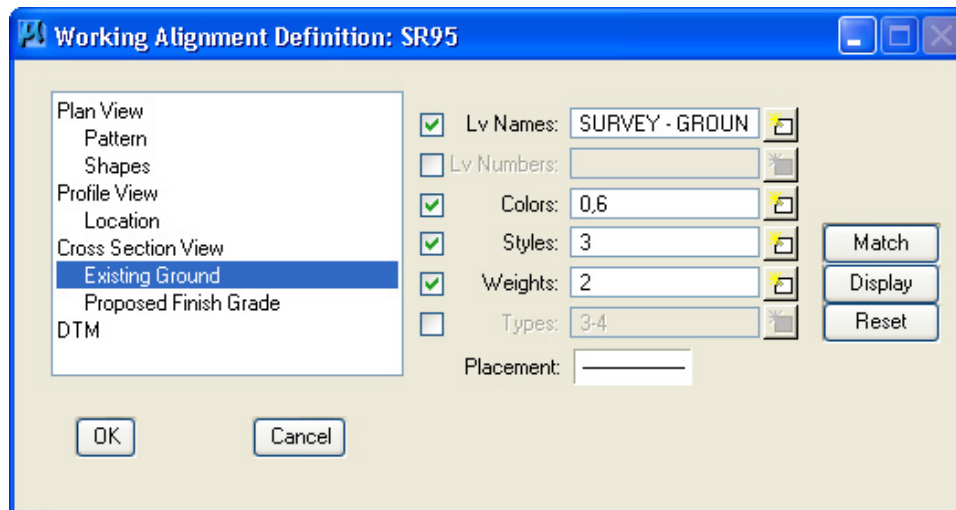 Working Alignment Definition: SR95
Plan View
Pattern
Shapes
Profile View
Location
Cross Section View
Existing Ground
Proposed Finish Grade
DTM
Lv Names: SURVEY - GROUN
Lv Numbers:
Colors: 0,6
Styles: 3
Weights: 2
Types: 3-4
Placement:
Match
Display
Reset
OK
Cancel